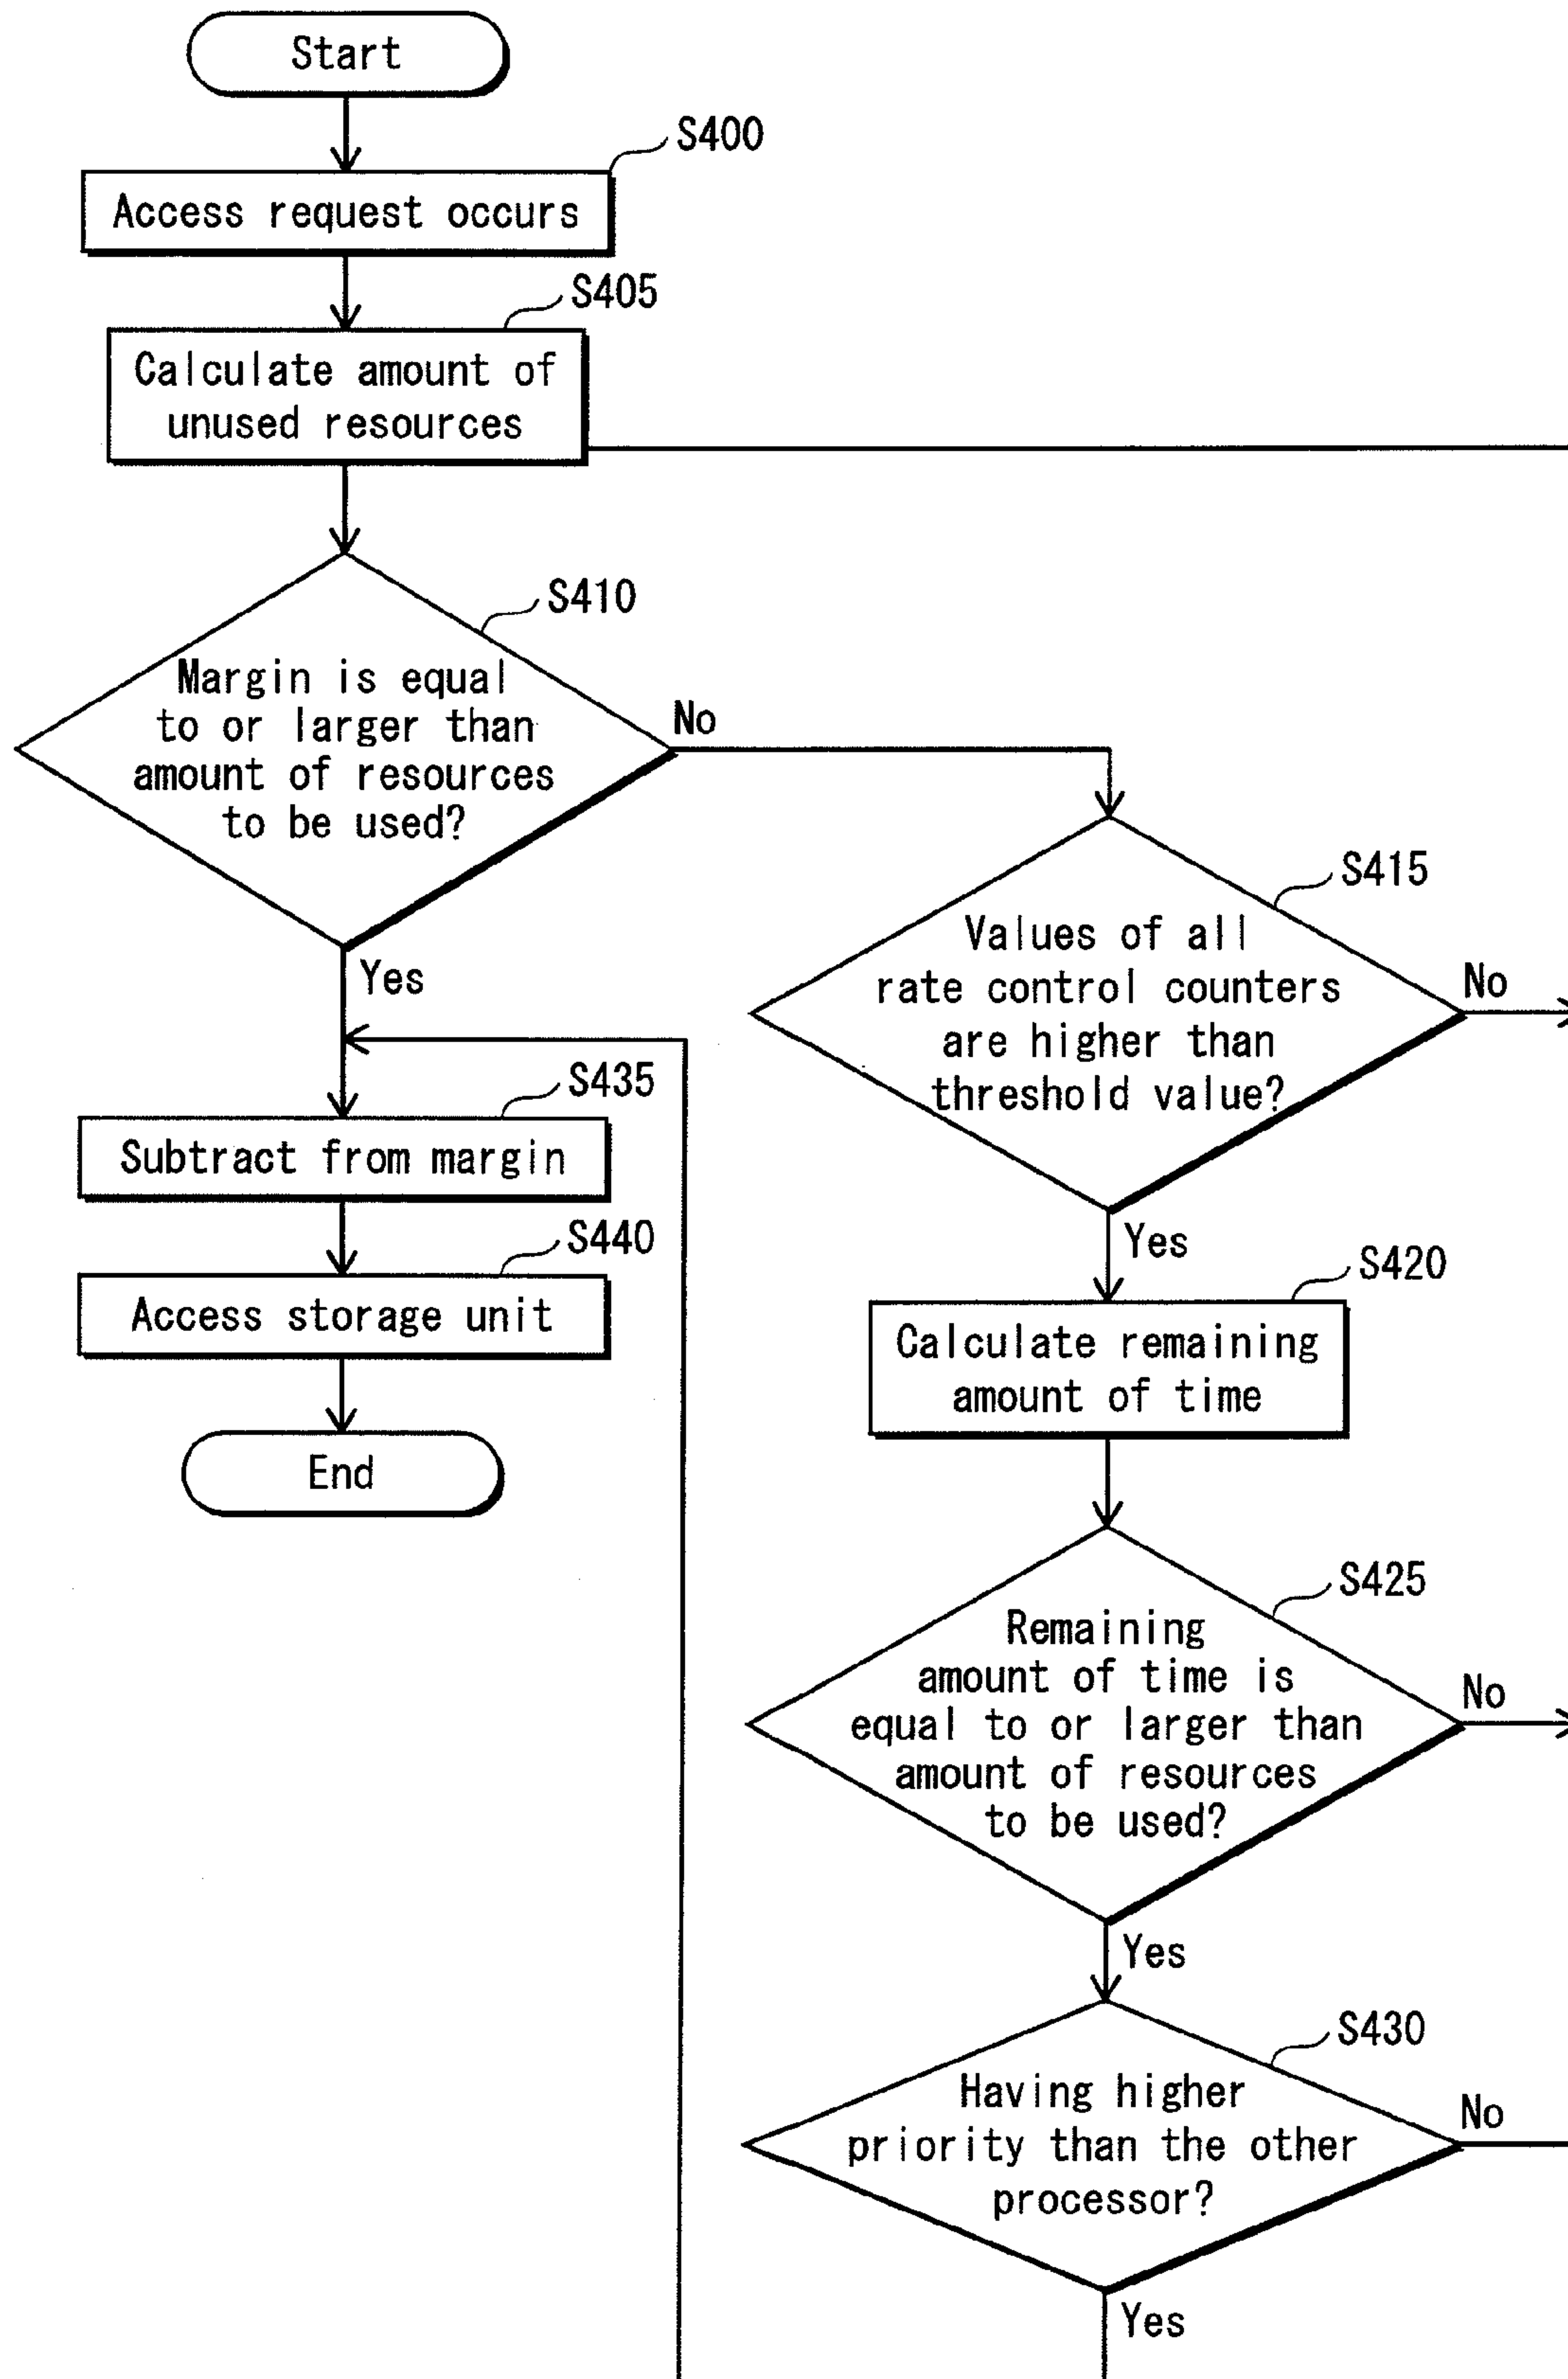 Start
S400
Access request occurs
S405
Calculate amount of
unused resources
S410
Margin is equal
to or larger than
amount of resources
to be used?
No
Yes
S435
Subtract from margin
S440
Access storage unit
End
S415
Values of all
rate control counters
are higher than
threshold value?
No
Yes
S420
Calculate remaining
amount of time
S425
Remaining
amount of time is
equal to or larger than
amount of resources
to be used?
No
Yes
S430
Having higher
priority than the other
processor?
No
Yes